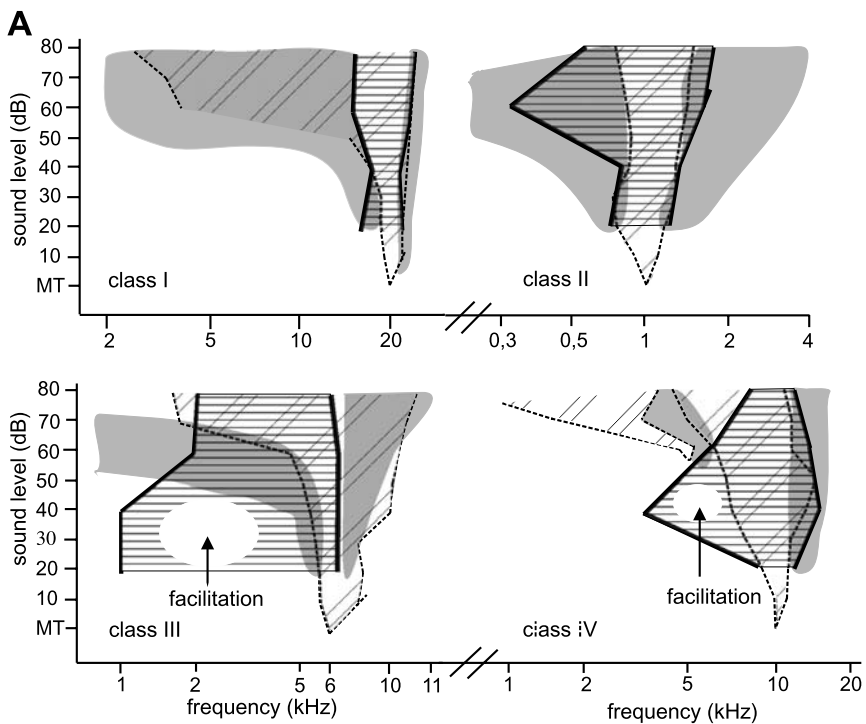 A
80
70
60
50
40
30
20
10
MT
sound level (dB)
class I
class II
2
5
10
20
0,3
0,5
1
2
4
80
70
60
50
40
30
20
10
MT
sound level (dB)
facilitation
facilitation
class III
class IV
1
2
5
6
10
11
1
2
5
10
20
frequency (kHz)
frequency (kHz)